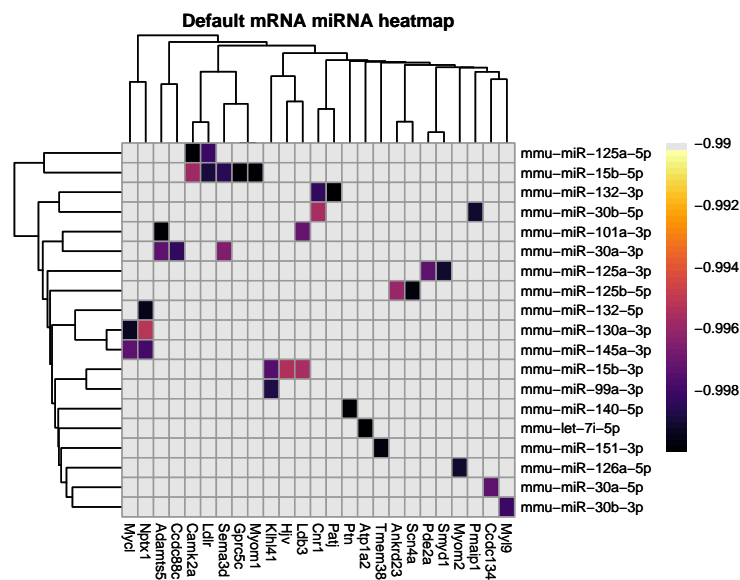 Default mRNA miRNA heatmap
mmu−miR−125a−5p
mmu−miR−15b−5p
mmu−miR−132−3p
mmu−miR−30b−5p
mmu−miR−101a−3p
mmu−miR−30a−3p
mmu−miR−125a−3p
mmu−miR−125b−5p
mmu−miR−132−5p
mmu−miR−130a−3p
mmu−miR−145a−3p
mmu−miR−15b−3p
mmu−miR−99a−3p
mmu−miR−140−5p
mmu−let−7i−5p
mmu−miR−151−3p
mmu−miR−126a−5p
mmu−miR−30a−5p
mmu−miR−30b−3p
−0.99
−0.992
−0.994
−0.996
−0.998
Mycl
Nptx1
Adamts5
Ccdc88c
Camk2a
Ldlr
Sema3d
Gprc5c
Myom1
Klhl41
Hjv
Ldb3
Cnr1
Patj
Ptn
Atp1a2
Tmem38
Ankrd23
Scn4a
Pde2a
Smyd1
Myom2
Pmaip1
Ccdc134
Myl9